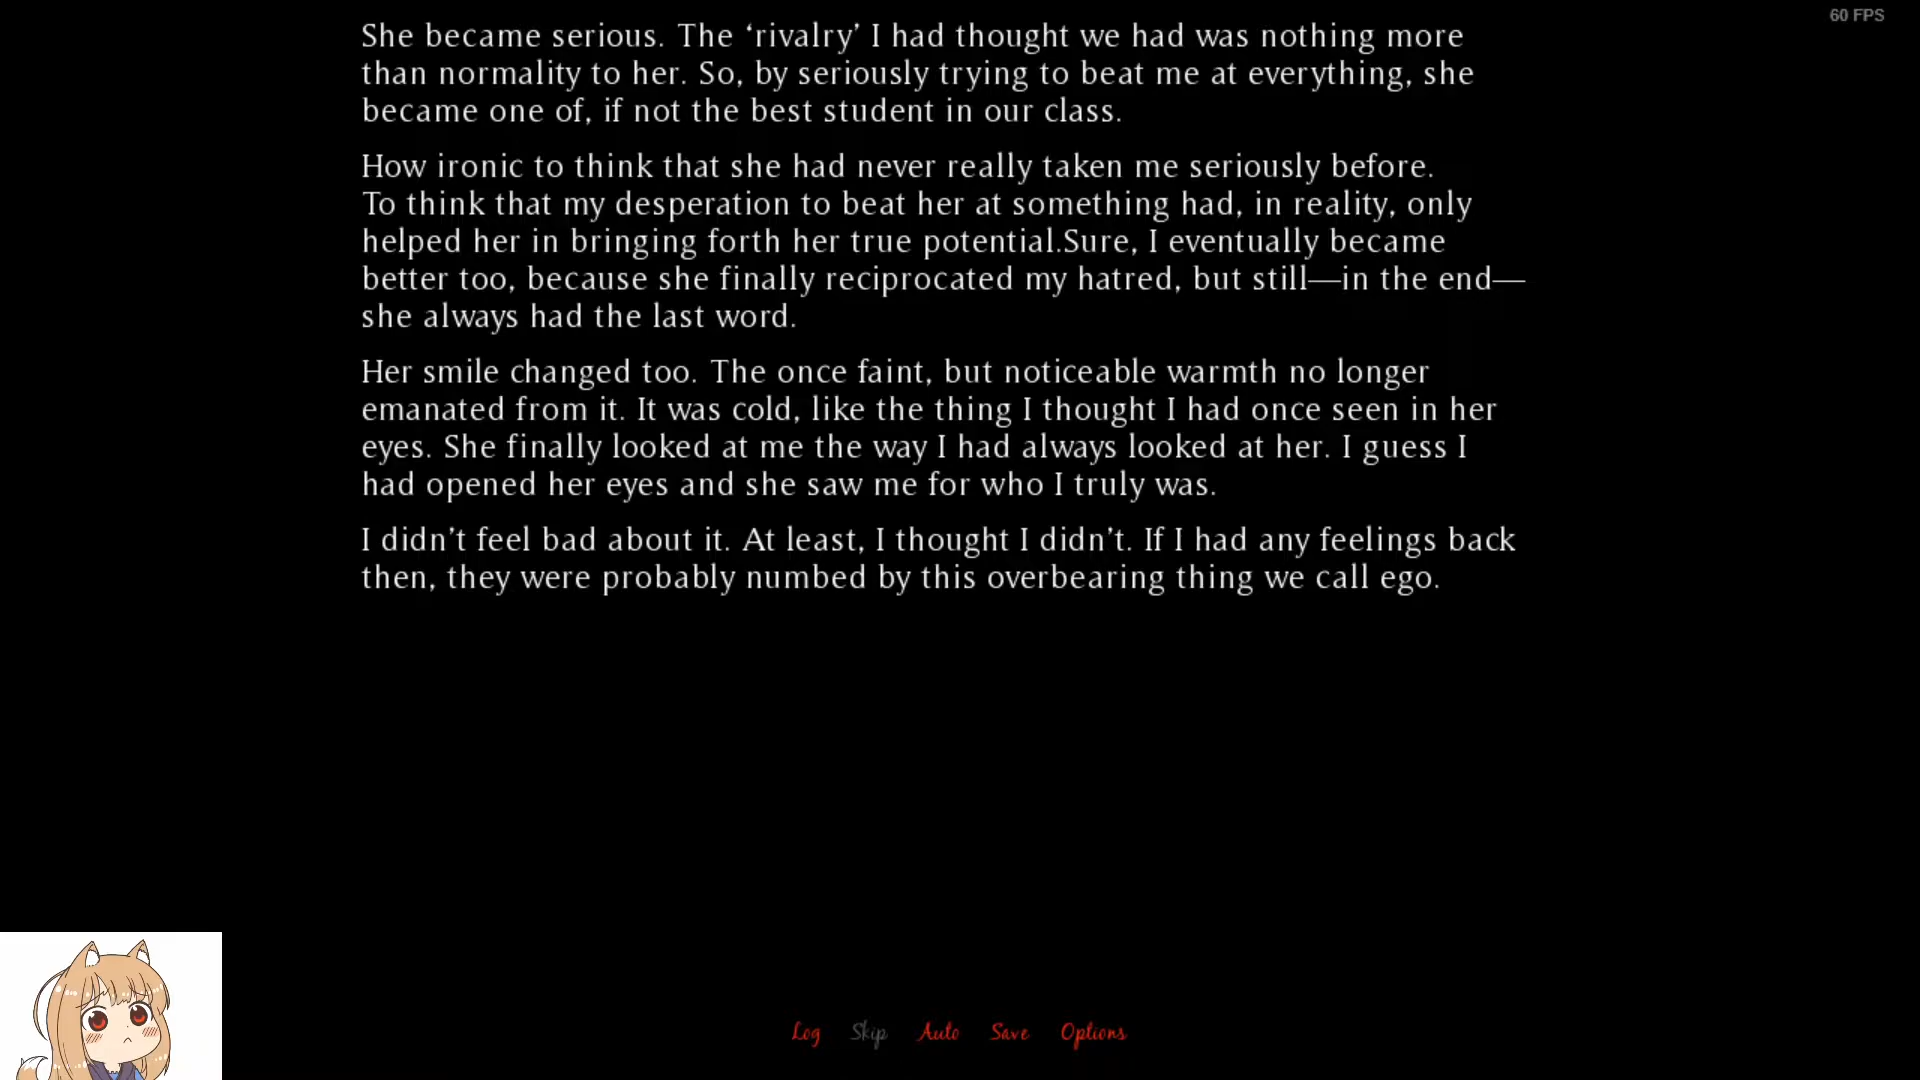 60 FPS
She became serious. The ‘rivalry’ I had thought we had was nothing more
than normality to her. So, by seriously trying to beat me at everything, she
became one of, if not the best student in our class.
How ironic to think that she had never really taken me seriously before.
To think that my desperation to beat her at something had, in reality, only
helped her in bringing forth her true potential.Sure, I eventually became
better too, because she finally reciprocated my hatred, but still—in the end—
she always had the last word.
Her smile changed too. The once faint, but noticeable warmth no longer
emanated from it. It was cold, like the thing I thought I had once seen in her
eyes. She finally looked at me the way I had always looked at her. I guess I
had opened her eyes and she saw me for who I truly was.
I didn’t feel bad about it. At least, I thought I didn’t. If I had any feelings back
then, they were probably numbed by this overbearing thing we call ego.
Log Skip Auto Save Options